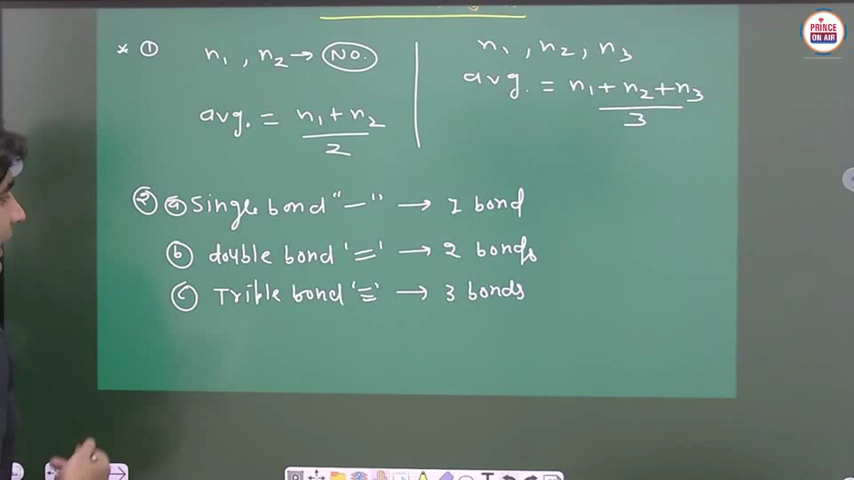 * ① n₁, n₂ → NO.
avg. = n₁ + n₂ / 2
n₁, n₂, n₃
avg. = n₁ + n₂ + n₃ / 3
② ⓐ Single bond "—" → 1 bond
ⓑ double bond '=' → 2 bonds
ⓒ Triple bond '≡' → 3 bonds
PRINCE
ON AIR